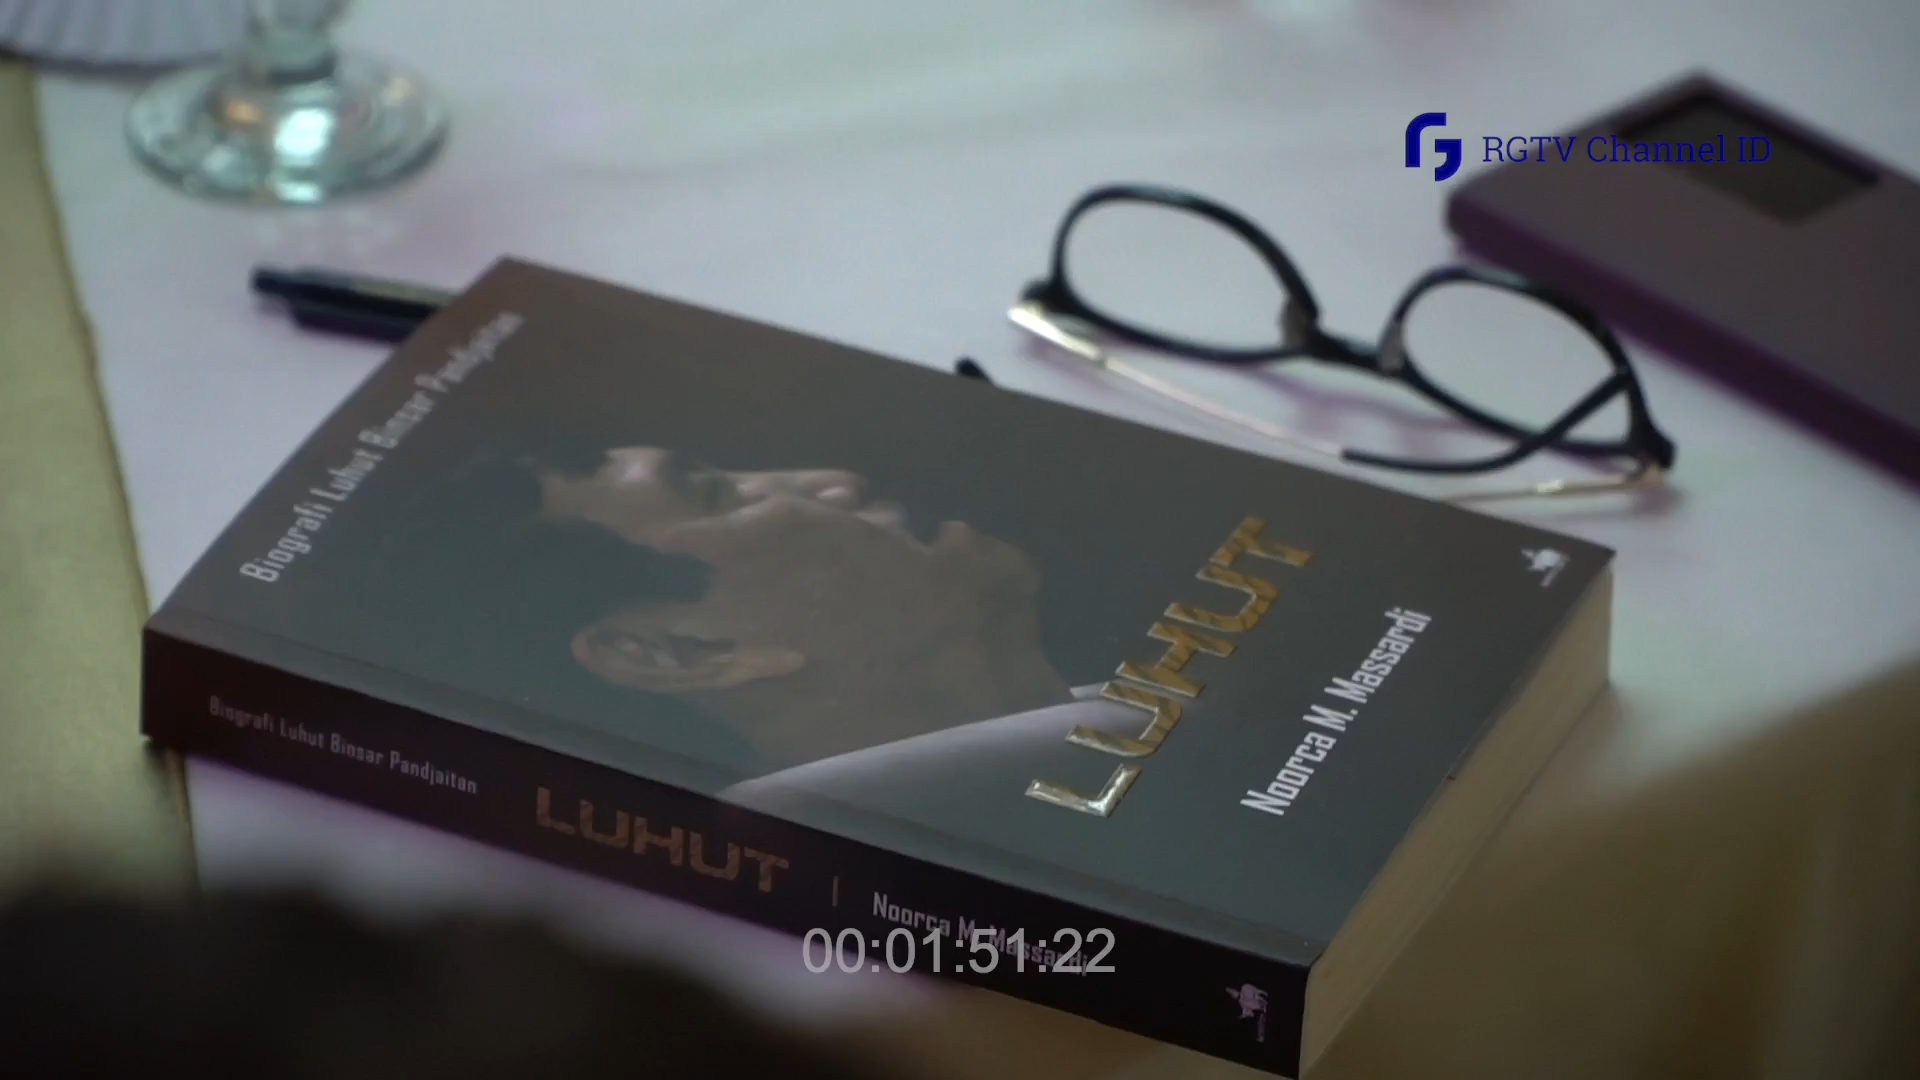 RGTV Channel ID
Biografi Luhut Binsar Pandjaitan
LUHUT
Noorca M. Massardi
Biografi Luhut Binsar Pandjaitan
LUHUT | Noorca M. Massardi
00:01:51:22